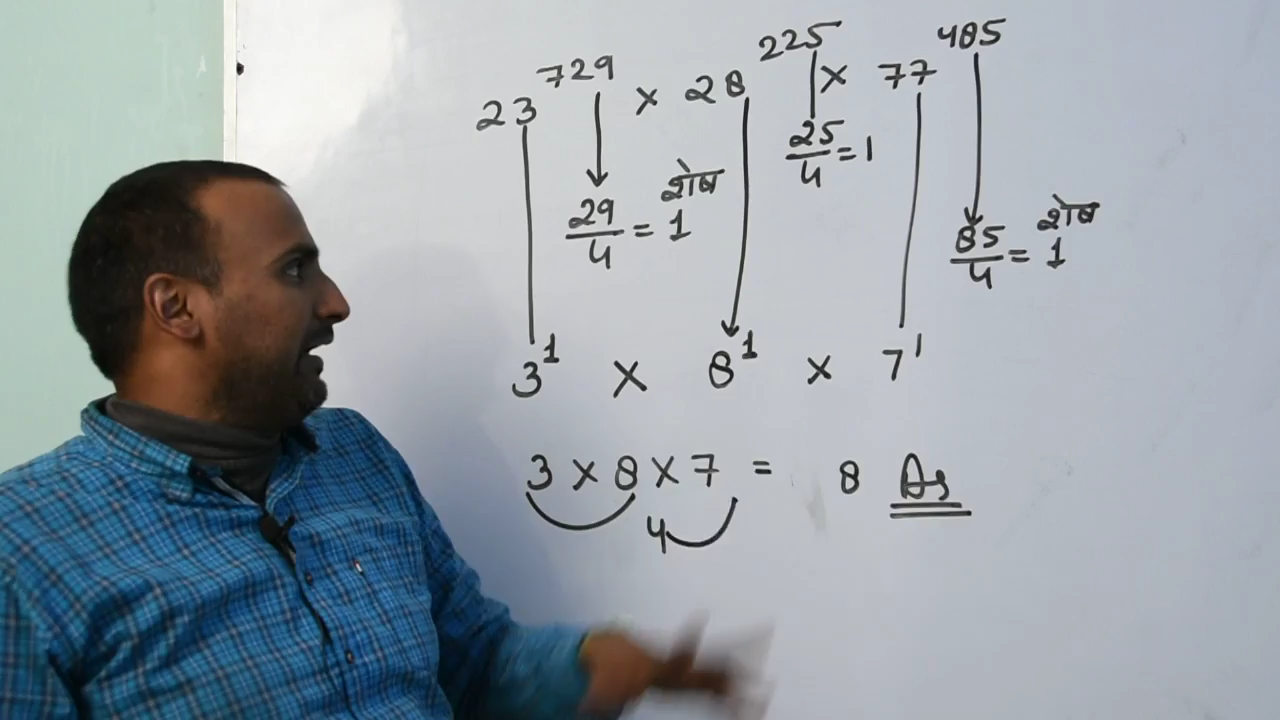 23^729 × 28^225 × 77^485
29/4 = 1 शेष
25/4 = 1
85/4 = 1 शेष
3^1 × 8^1 × 7^1
3 × 8 × 7 = 8 As
4